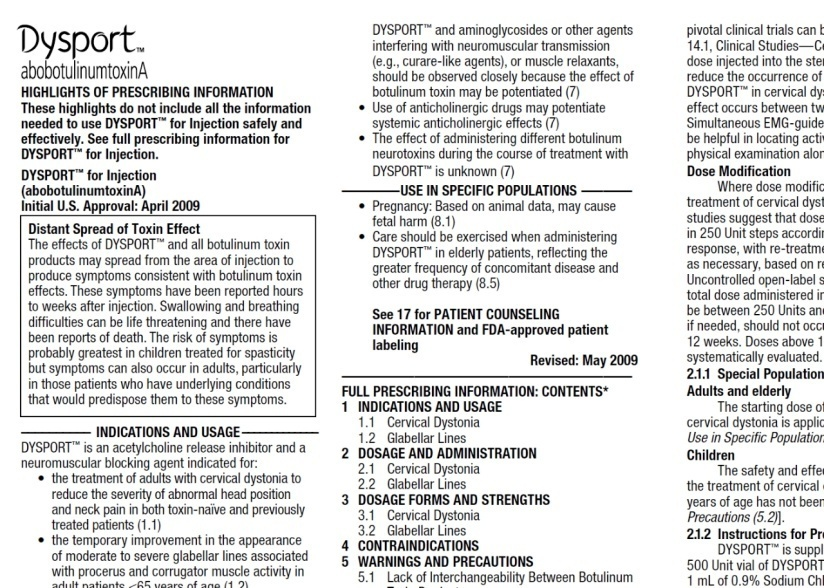 Dysport™
abobotulinumtoxinA
HIGHLIGHTS OF PRESCRIBING INFORMATION
These highlights do not include all the information
needed to use DYSPORT™ for Injection safely and
effectively. See full prescribing information for
DYSPORT™ for Injection.
DYSPORT™ for Injection
(abobotulinumtoxinA)
Initial U.S. Approval: April 2009
Distant Spread of Toxin Effect
The effects of DYSPORT™ and all botulinum toxin
products may spread from the area of injection to
produce symptoms consistent with botulinum toxin
effects. These symptoms have been reported hours
to weeks after injection. Swallowing and breathing
difficulties can be life threatening and there have
been reports of death. The risk of symptoms is
probably greatest in children treated for spasticity
but symptoms can also occur in adults, particularly
in those patients who have underlying conditions
that would predispose them to these symptoms.
INDICATIONS AND USAGE
DYSPORT™ is an acetylcholine release inhibitor and a
neuromuscular blocking agent indicated for:
• the treatment of adults with cervical dystonia to
reduce the severity of abnormal head position
and neck pain in both toxin-naïve and previously
treated patients (1.1)
• the temporary improvement in the appearance
of moderate to severe glabellar lines associated
with procerus and corrugator muscle activity in
adult patients <65 years of age (1.2)
DYSPORT™ and aminoglycosides or other agents
interfering with neuromuscular transmission
(e.g., curare-like agents), or muscle relaxants,
should be observed closely because the effect of
botulinum toxin may be potentiated (7)
• Use of anticholinergic drugs may potentiate
systemic anticholinergic effects (7)
• The effect of administering different botulinum
neurotoxins during the course of treatment with
DYSPORT™ is unknown (7)
USE IN SPECIFIC POPULATIONS
• Pregnancy: Based on animal data, may cause
fetal harm (8.1)
• Care should be exercised when administering
DYSPORT™ in elderly patients, reflecting the
greater frequency of concomitant disease and
other drug therapy (8.5)
See 17 for PATIENT COUNSELING
INFORMATION and FDA-approved patient
labeling
Revised: May 2009
FULL PRESCRIBING INFORMATION: CONTENTS*
1 INDICATIONS AND USAGE
1.1 Cervical Dystonia
1.2 Glabellar Lines
2 DOSAGE AND ADMINISTRATION
2.1 Cervical Dystonia
2.2 Glabellar Lines
3 DOSAGE FORMS AND STRENGTHS
3.1 Cervical Dystonia
3.2 Glabellar Lines
4 CONTRAINDICATIONS
5 WARNINGS AND PRECAUTIONS
5.1 Lack of Interchangeability Between Botulinum
pivotal clinical trials can b
14.1, Clinical Studies—Ce
dose injected into the ster
reduce the occurrence of
DYSPORT™ in cervical dys
effect occurs between tw
Simultaneous EMG-guide
be helpful in locating activ
physical examination alon
Dose Modification
Where dose modific
treatment of cervical dyst
studies suggest that dose
in 250 Unit steps accordin
response, with re-treatme
as necessary, based on re
Uncontrolled open-label s
total dose administered in
be between 250 Units and
if needed, should not occu
12 weeks. Doses above 1
systematically evaluated.
2.1.1 Special Population
Adults and elderly
The starting dose of
cervical dystonia is applic
Use in Specific Population
Children
The safety and effec
the treatment of cervical d
years of age has not been
Precautions (5.2)].
2.1.2 Instructions for Pre
DYSPORT™ is suppl
500 Unit vial of DYSPORT
1 mL of 0.9% Sodium Chl